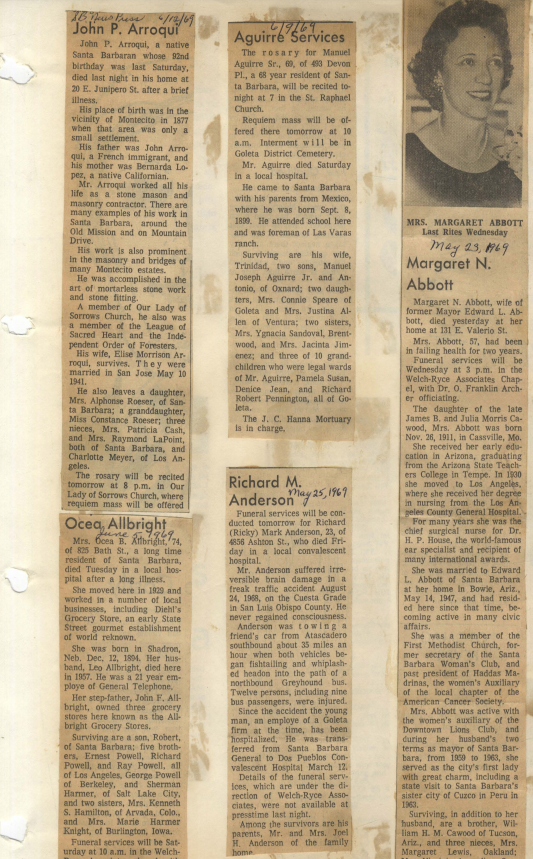 SB News Press 6/12/69
John P. Arroqui
John P. Arroqui, a native
Santa Barbaran whose 92nd
birthday was last Saturday,
died last night in his home at
20 E. Junipero St. after a brief
illness.
His place of birth was in the
vicinity of Montecito in 1877
when that area was only a
small settlement.
His father was John Arro-
qui, a French immigrant, and
his mother was Bernarda Lo-
pez, a native Californian.
Mr. Arroqui worked all his
life as a stone mason and
masonry contractor. There are
many examples of his work in
Santa Barbara, around the
Old Mission and on Mountain
Drive.
His work is also prominent
in the masonry and bridges of
many Montecito estates.
He was accomplished in the
art of mortarless stone work
and stone fitting.
A member of Our Lady of
Sorrows Church, he also was
a member of the League of
Sacred Heart and the Inde-
pendent Order of Foresters.
His wife, Elise Morrison Ar-
roqui, survives. They were
married in San Jose May 10
1941.
He also leaves a daughter,
Mrs. Alphonse Roeser, of San-
ta Barbara; a granddaughter,
Miss Constance Roeser; three
nieces, Mrs. Patricia Cash,
and Mrs. Raymond LaPoint,
both of Santa Barbara, and
Charlotte Meyer, of Los An-
geles.
The rosary will be recited
tomorrow at 8 p.m. in Our
Lady of Sorrows Church, where
requiem mass will be offered
Ocea Allbright
June 5, 1969
Mrs. Ocea B. Allbright, 74,
of 825 Bath St., a long time
resident of Santa Barbara,
died Tuesday in a local hos-
pital after a long illness.
She moved here in 1929 and
worked in a number of local
businesses, including Diehl's
Grocery Store, an early State
Street gourmet establishment
of world reknown.
She was born in Shadron,
Neb. Dec. 12, 1894. Her hus-
band, Leo Allbright, died here
in 1957. He was a 21 year em-
ploye of General Telephone.
Her step-father, John F. All-
bright, owned three grocery
stores here known as the All-
bright Grocery Stores.
Surviving are a son, Robert,
of Santa Barbara; five broth-
ers, Ernest Powell, Richard
Powell, and Ray Powell, all
of Los Angeles, George Powell
of Berkeley, and Sherman
Harmer, of Salt Lake City,
and two sisters, Mrs. Kenneth
S. Hamilton, of Arvada, Colo.,
and Mrs. Marie Harmer
Knight, of Burlington, Iowa.
Funeral services will be Sat-
urday at 10 a.m. in the Welch-
6/9/69
Aguirre Services
The rosary for Manuel
Aguirre Sr., 69, of 493 Devon
Pl., a 68 year resident of San-
ta Barbara, will be recited to-
night at 7 in the St. Raphael
Church.
Requiem mass will be of-
fered there tomorrow at 10
a.m. Interment will be in
Goleta District Cemetery.
Mr. Aguirre died Saturday
in a local hospital.
He came to Santa Barbara
with his parents from Mexico,
where he was born Sept. 8,
1899. He attended school here
and was foreman of Las Varas
ranch.
Surviving are his wife,
Trinidad, two sons, Manuel
Joseph Aguirre Jr. and An-
tonio, of Oxnard; two daugh-
ters, Mrs. Connie Speare of
Goleta and Mrs. Justina Al-
len of Ventura; two sisters,
Mrs. Ygnacia Sandoval, Brent-
wood, and Mrs. Jacinta Jim-
enez; and three of 10 grand-
children who were legal wards
of Mr. Aguirre, Pamela Susan,
Denice Jean, and Richard
Robert Pennington, all of Go-
leta.
The J. C. Hanna Mortuary
is in charge.
Richard M.
Anderson May 25, 1969
Funeral services will be con-
ducted tomorrow for Richard
(Ricky) Mark Anderson, 23, of
4856 Ashton St., who died Fri-
day in a local convalescent
hospital.
Mr. Anderson suffered irre-
versible brain damage in a
freak traffic accident August
24, 1968, on the Cuesta Grade
in San Luis Obispo County. He
never regained consciousness.
Anderson was towing a
friend's car from Atascadero
southbound about 35 miles an
hour when both vehicles be-
gan fishtailing and whiplash-
ed headon into the path of a
northbound Greyhound bus.
Twelve persons, including nine
bus passengers, were injured.
Since the accident the young
man, an employe of a Goleta
firm at the time, has been
hospitalized. He was trans-
ferred from Santa Barbara
General to Dos Pueblos Con-
valescent Hospital March 12.
Details of the funeral serv-
ices, which are under the di-
rection of Welch-Ryce Asso-
ciates, were not available at
presstime last night.
Among the survivors are his
parents, Mr. and Mrs. Joel
H. Anderson of the family
home.
MRS. MARGARET ABBOTT
Last Rites Wednesday
May 23, 1969
Margaret N.
Abbott
Margaret N. Abbott, wife of
former Mayor Edward L. Ab-
bott, died yesterday at her
home at 131 E. Valerio St.
Mrs. Abbott, 57, had been
in failing health for two years.
Funeral services will be
Wednesday at 3 p.m. in the
Welch-Ryce Associates Chap-
el, with Dr. O. Franklin Arch-
er officiating.
The daughter of the late
James B. and Julia Morris Ca-
wood, Mrs. Abbott was born
Nov. 26, 1911, in Cassville, Mo.
She received her early edu-
cation in Arizona, graduating
from the Arizona State Teach-
ers College in Tempe. In 1930
she moved to Los Angeles,
where she received her degree
in nursing from the Los An-
geles County General Hospital.
For many years she was the
chief surgical nurse for Dr.
H. P. House, the world-famous
ear specialist and recipient of
many international awards.
She was married to Edward
L. Abbott of Santa Barbara
at her home in Bowie, Ariz.,
May 14, 1947, and had resid-
ed here since that time, be-
coming active in many civic
affairs.
She was a member of the
First Methodist Church, for-
mer secretary of the Santa
Barbara Woman's Club, and
past president of Haddas Ma-
drinas, the women's Auxiliary
of the local chapter of the
American Cancer Society.
Mrs. Abbott was active with
the women's auxiliary of the
Downtown Lions Club, and
during her husband's two
terms as mayor of Santa Bar-
bara, from 1959 to 1963, she
served as the city's first lady
with great charm, including a
state visit to Santa Barbara's
sister city of Cuzco in Peru in
1963.
Surviving, in addition to her
husband, are a brother, Wil-
liam H. M. Cawood of Tucson,
Ariz., and three nieces, Mrs.
Margaret Lewis, Oakland;